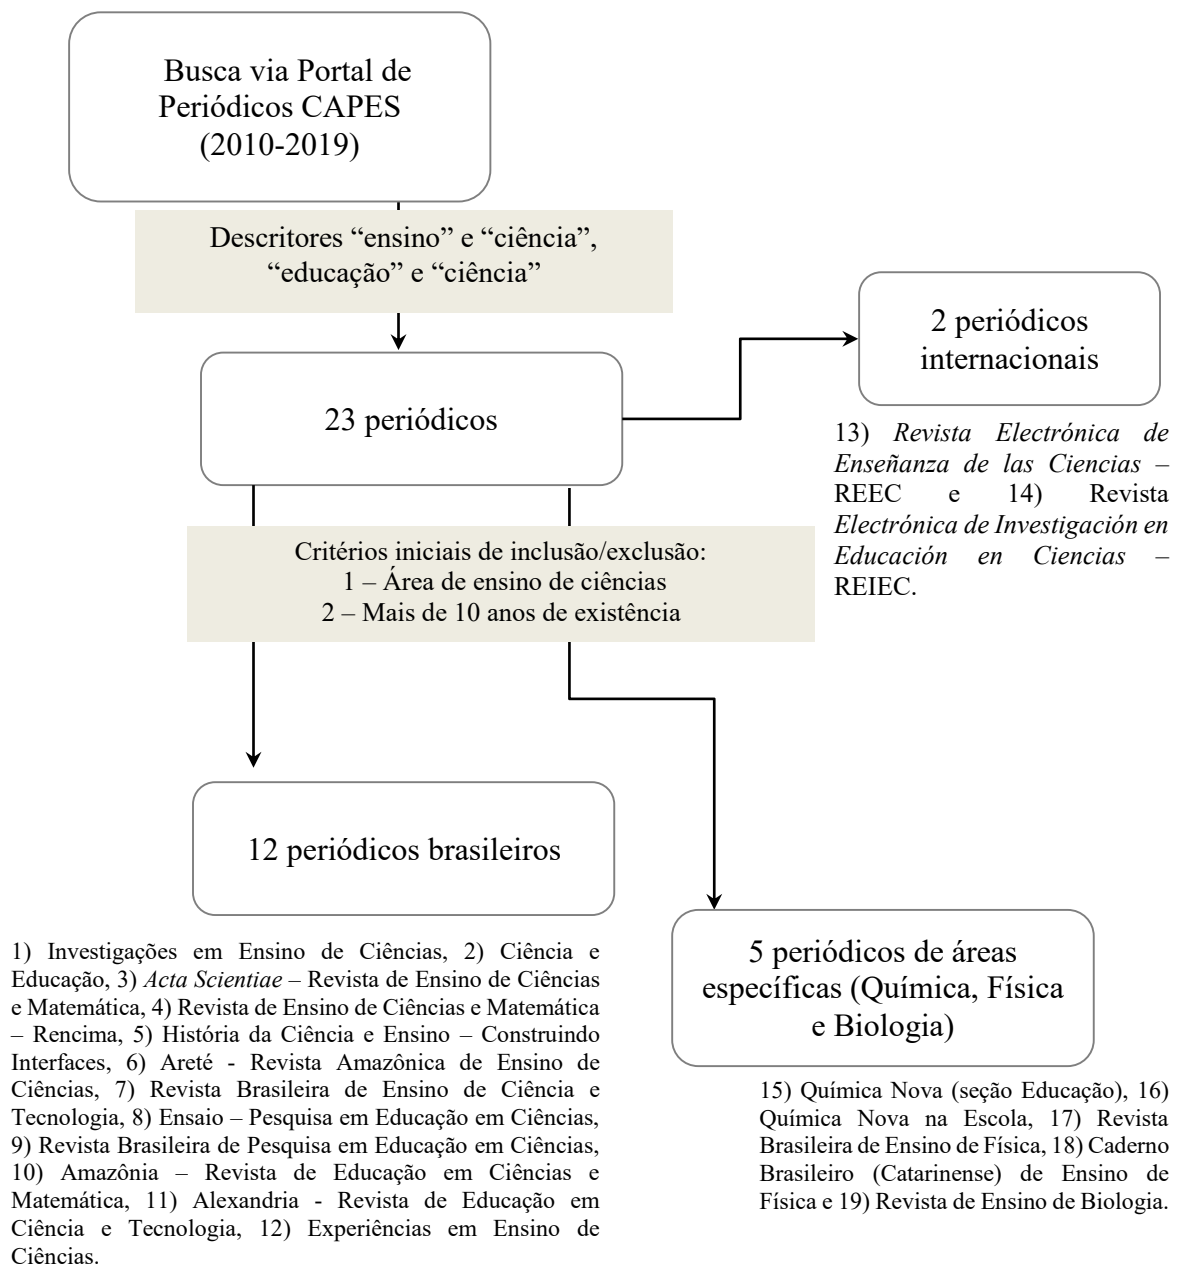 Busca via Portal de
Periódicos CAPES
(2010-2019)
Descritores “ensino” e “ciência”,
“educação” e “ciência”
2 periódicos
internacionais
23 periódicos
13) Revista Electrónica de
Enseñanza de las Ciencias –
REEC e 14) Revista
Electrónica de Investigación en
Educación en Ciencias –
REIEC.
Critérios iniciais de inclusão/exclusão:
1 – Área de ensino de ciências
2 – Mais de 10 anos de existência
12 periódicos brasileiros
1) Investigações em Ensino de Ciências, 2) Ciência e
Educação, 3) Acta Scientiae – Revista de Ensino de Ciências
e Matemática, 4) Revista de Ensino de Ciências e Matemática
– Rencima, 5) História da Ciência e Ensino – Construindo
Interfaces, 6) Areté - Revista Amazônica de Ensino de
Ciências, 7) Revista Brasileira de Ensino de Ciência e
Tecnologia, 8) Ensaio – Pesquisa em Educação em Ciências,
9) Revista Brasileira de Pesquisa em Educação em Ciências,
10) Amazônia – Revista de Educação em Ciências e
Matemática, 11) Alexandria - Revista de Educação em
Ciência e Tecnologia, 12) Experiências em Ensino de
Ciências.
5 periódicos de áreas
específicas (Química, Física
e Biologia)
15) Química Nova (seção Educação), 16)
Química Nova na Escola, 17) Revista
Brasileira de Ensino de Física, 18) Caderno
Brasileiro (Catarinense) de Ensino de
Física e 19) Revista de Ensino de Biologia.